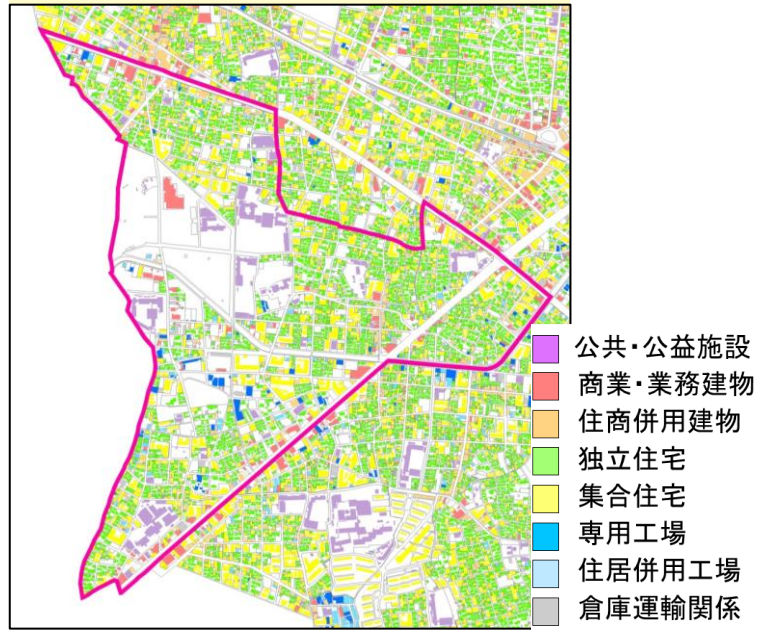 公共・公益施設
商業・業務建物
住商併用建物
独立住宅
集合住宅
専用工場
住居併用工場
倉庫運輸関係